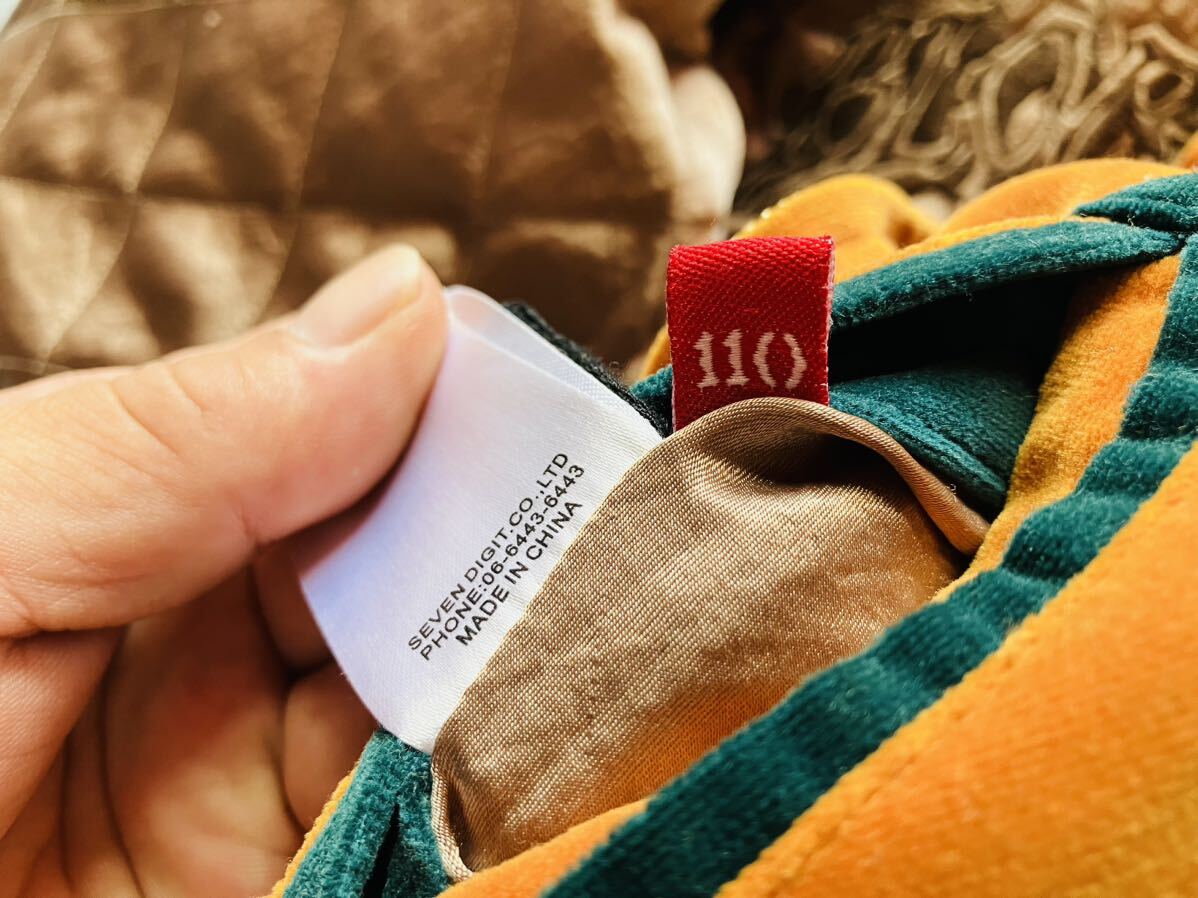 110
SEVEN DIGIT.CO.;LTD
PHONE:06-6443-6443
MADE IN CHINA